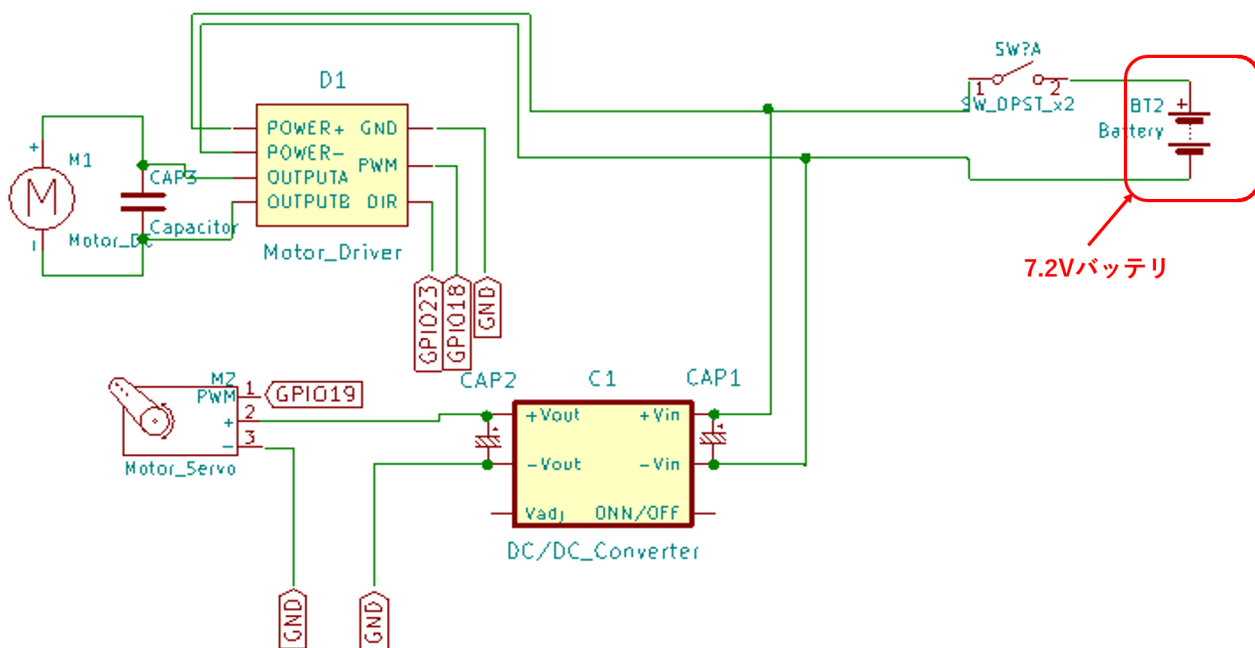 SW?A
1
2
SW_DPST_x2
BT2
+
Battery
7.2Vバッテリ
D1
POWER+
GND
POWER-
PWM
OUTPUTA
OUTPUTB
DIR
Motor_Driver
+
M1
M
Motor_DC
CAP3
Capacitor
GPIO23
GPIO18
GND
M2
PWM
1
GPIO19
+
2
-
3
Motor_Servo
CAP2
C1
CAP1
+Vout
+Vin
-Vout
-Vin
Vadj
ONN/OFF
DC/DC_Converter
GND
GND